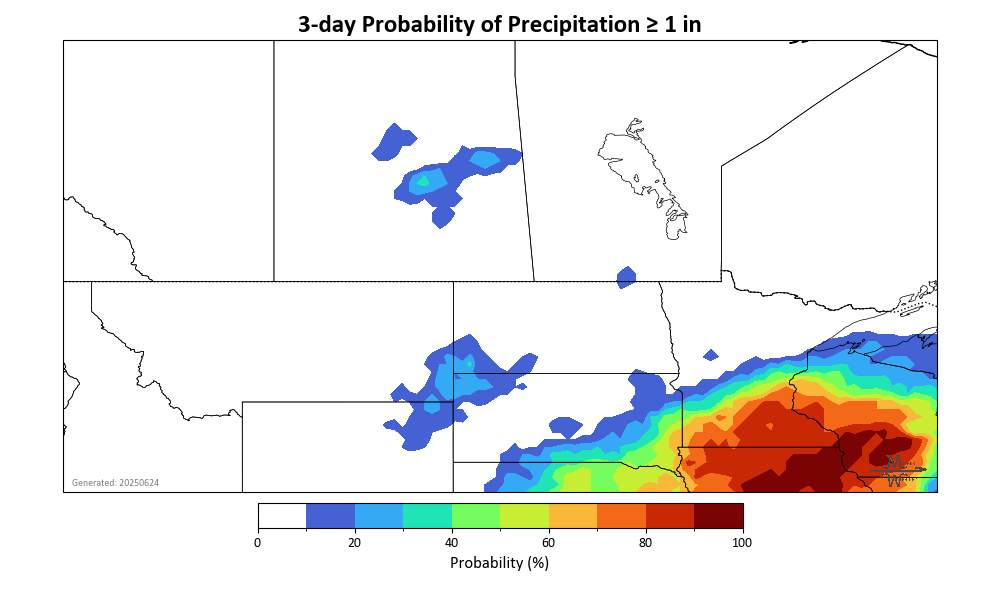 3-day Probability of Precipitation ≥ 1 in
Generated: 20250624
0 20 40 60 80 100
Probability (%)